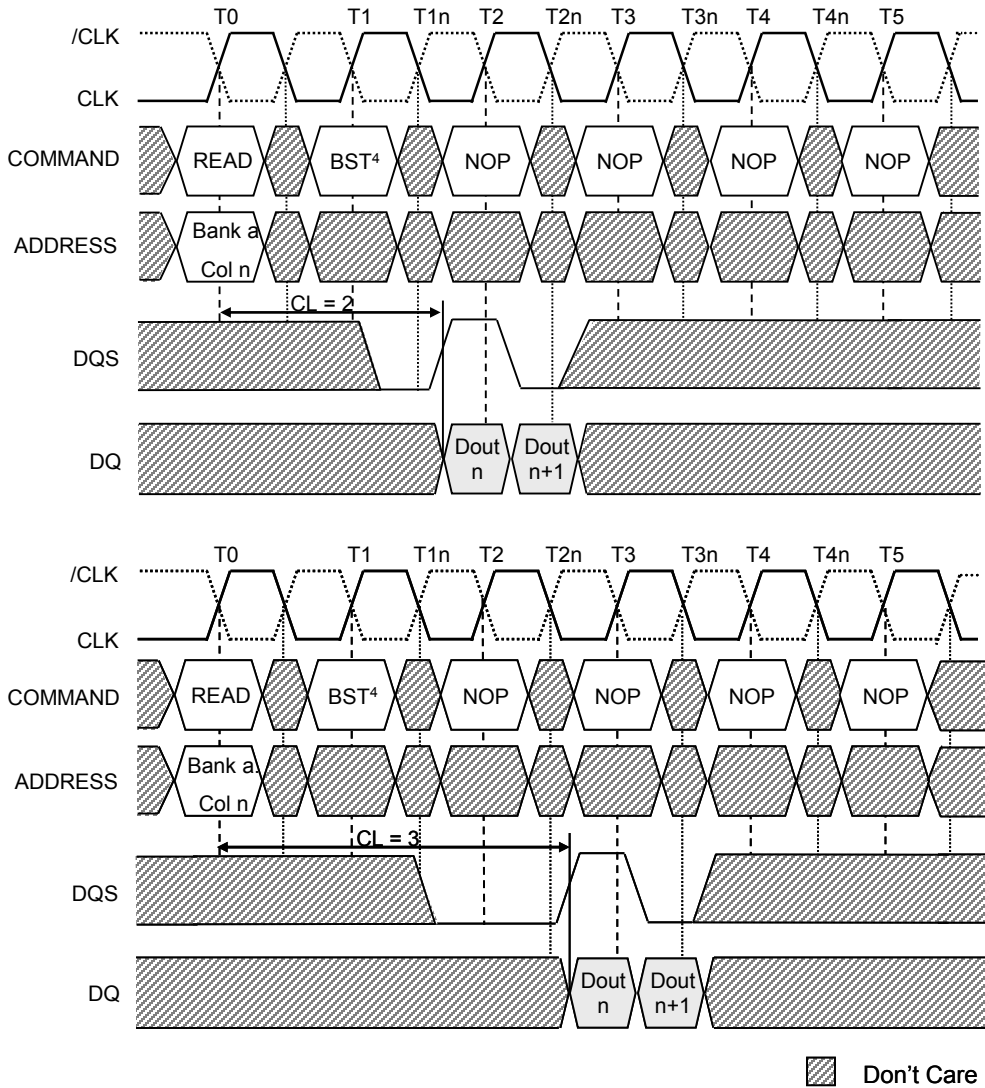 T0 T1 T1n T2 T2n T3 T3n T4 T4n T5
/CLK
CLK
COMMAND READ BST⁴ NOP NOP NOP NOP
ADDRESS Bank a
Col n
CL = 2
DQS
DQ Dout n Dout n+1
T0 T1 T1n T2 T2n T3 T3n T4 T4n T5
/CLK
CLK
COMMAND READ BST⁴ NOP NOP NOP NOP
ADDRESS Bank a.
Col n
CL = 3
DQS
DQ Dout n Dout n+1
Don't Care